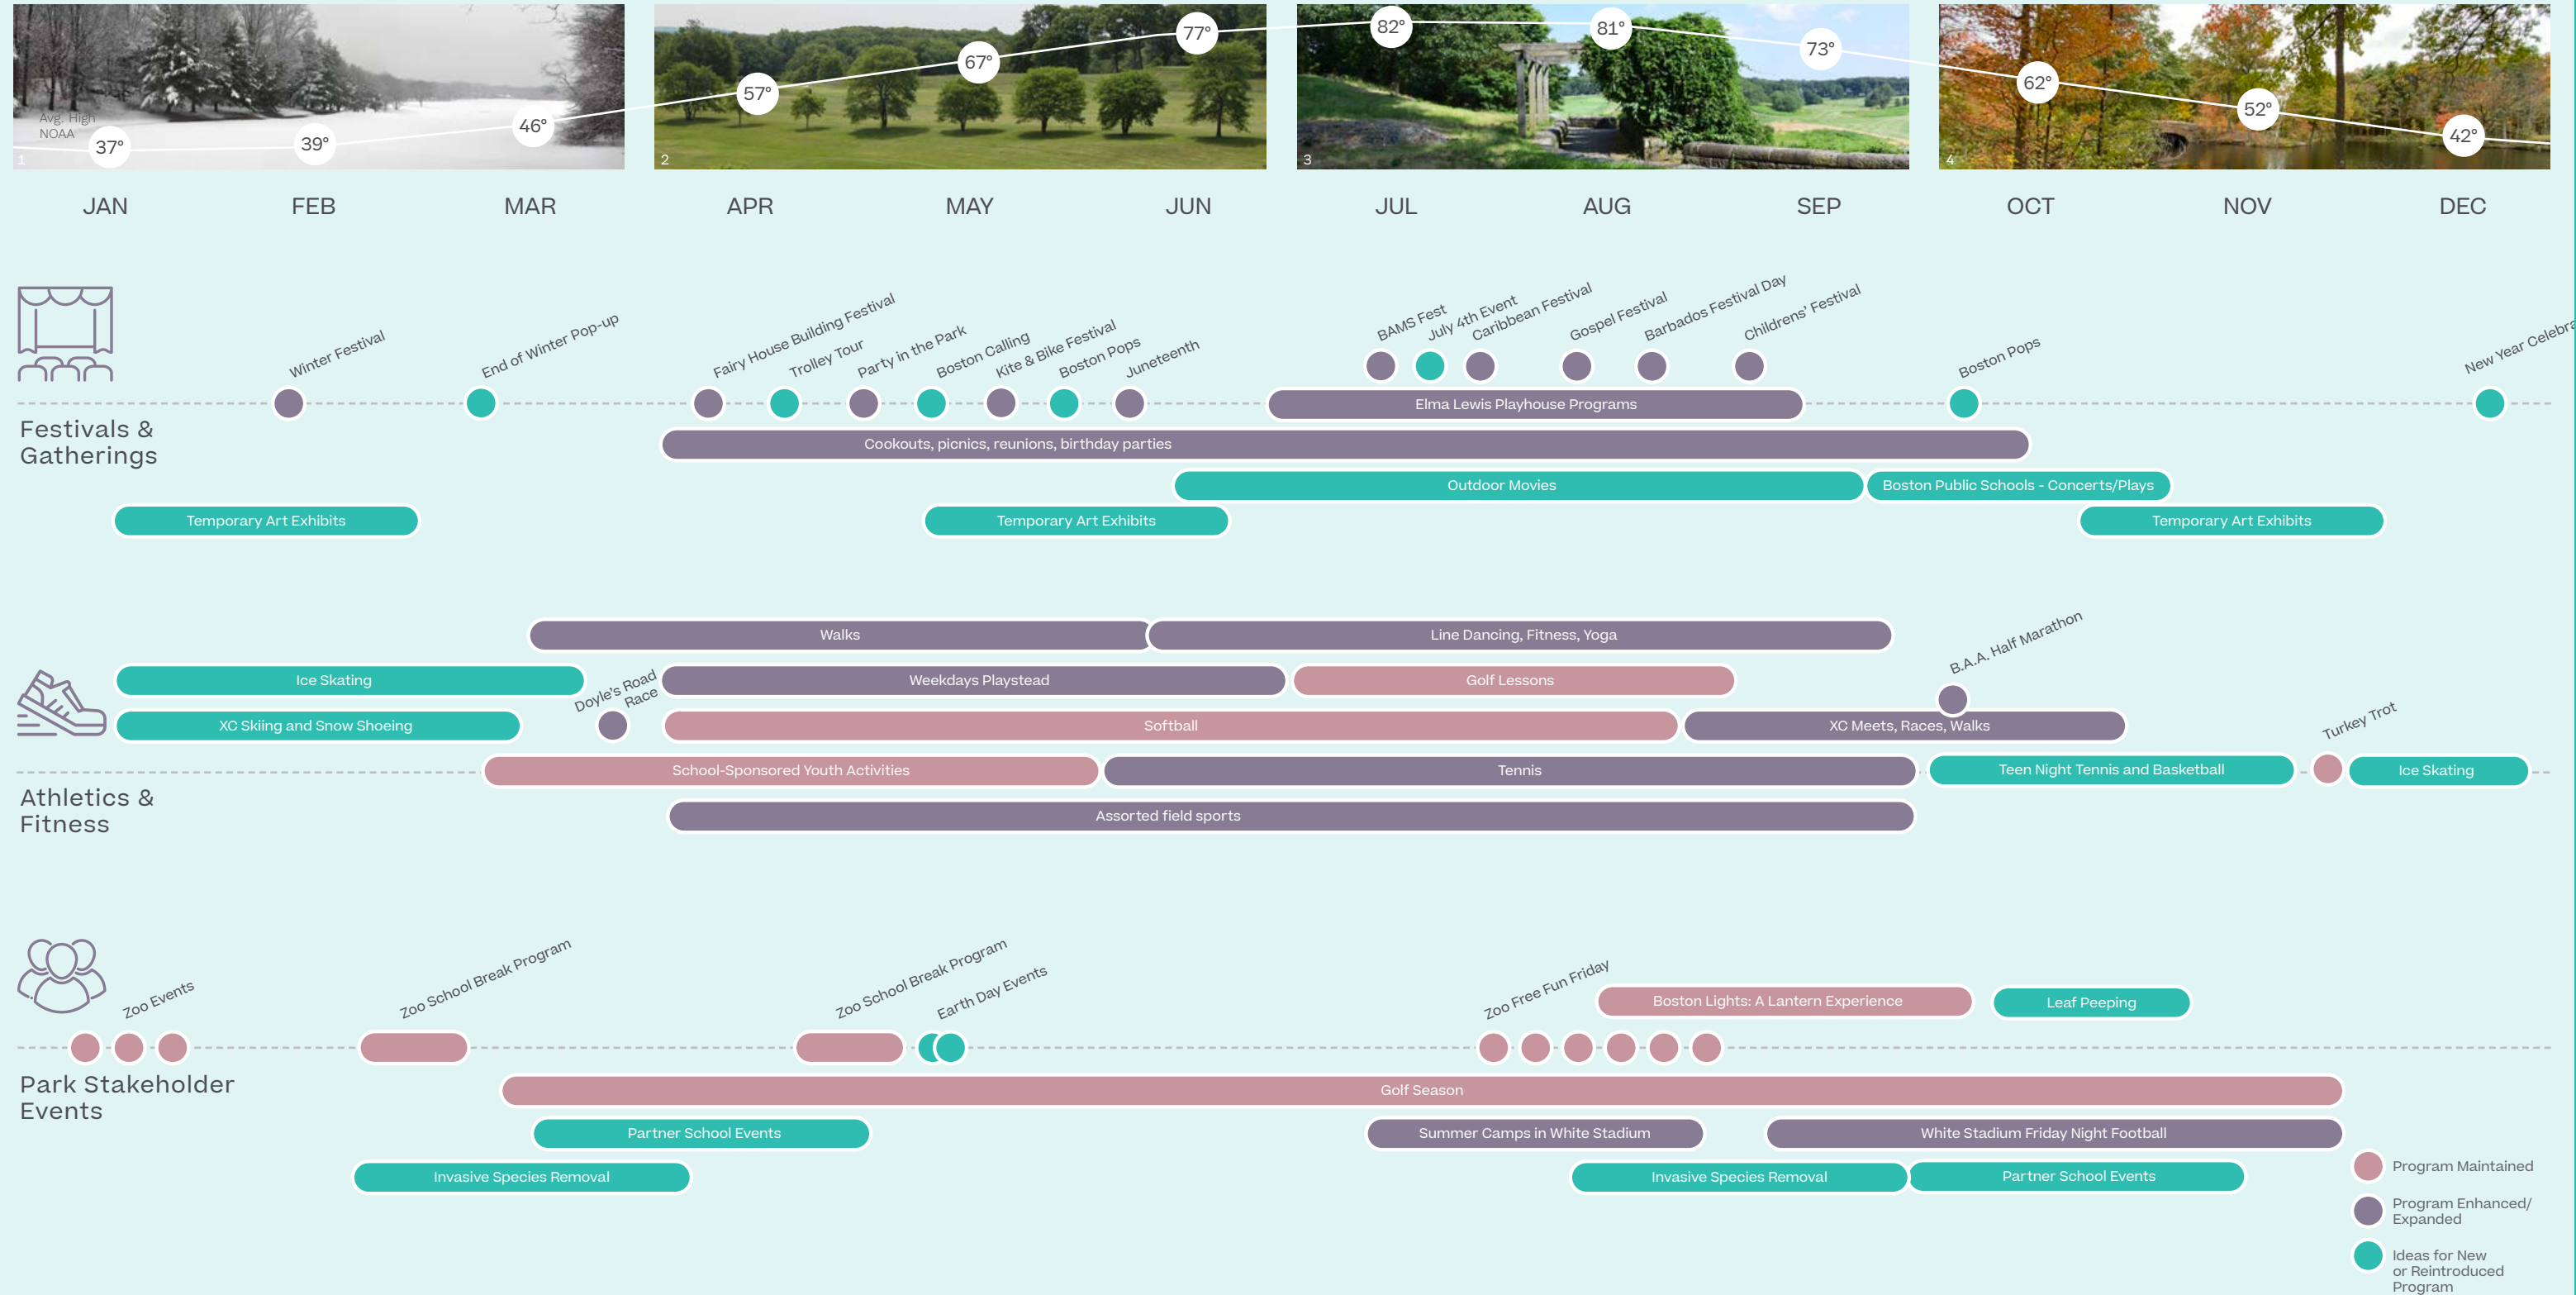 37°
39°
46°
57°
67°
77°
82°
81°
73°
62°
52°
42°
Avg. High
NOAA
1
2
3
4
JAN
FEB
MAR
APR
MAY
JUN
JUL
AUG
SEP
OCT
NOV
DEC
Festivals &
Gatherings
Winter Festival
End of Winter Pop-up
Fairy House Building Festival
Trolley Tour
Party in the Park
Boston Calling
Kite & Bike Festival
Boston Pops
Juneteenth
BAMS Fest
July 4th Event
Caribbean Festival
Gospel Festival
Barbados Festival Day
Childrens' Festival
Boston Pops
New Year Celebra
Elma Lewis Playhouse Programs
Cookouts, picnics, reunions, birthday parties
Outdoor Movies
Boston Public Schools - Concerts/Plays
Temporary Art Exhibits
Temporary Art Exhibits
Temporary Art Exhibits
Athletics &
Fitness
Walks
Line Dancing, Fitness, Yoga
Ice Skating
Doyle's Road
Race
Weekdays Playstead
Golf Lessons
B.A.A. Half Marathon
XC Skiing and Snow Shoeing
Softball
XC Meets, Races, Walks
Turkey Trot
School-Sponsored Youth Activities
Tennis
Teen Night Tennis and Basketball
Ice Skating
Assorted field sports
Park Stakeholder
Events
Zoo Events
Zoo School Break Program
Zoo School Break Program
Earth Day Events
Zoo Free Fun Friday
Boston Lights: A Lantern Experience
Leaf Peeping
Golf Season
Partner School Events
Summer Camps in White Stadium
White Stadium Friday Night Football
Invasive Species Removal
Invasive Species Removal
Partner School Events
Program Maintained
Program Enhanced/
Expanded
Ideas for New
or Reintroduced
Program